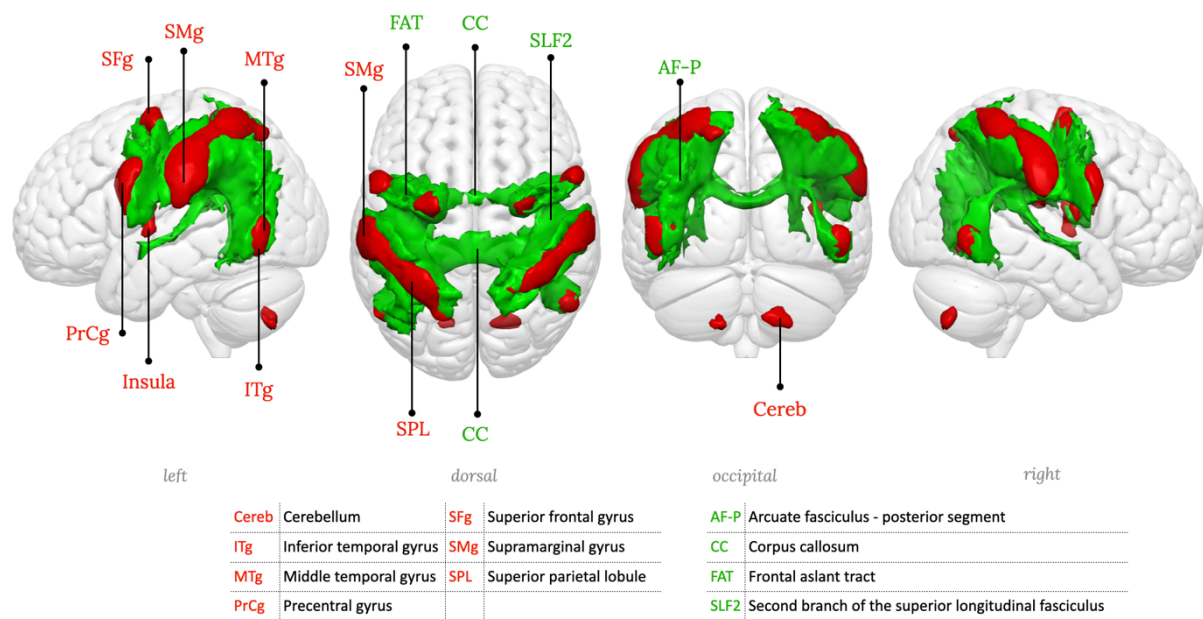 SMg
SFg
MTg
PrCg
Insula
ITg
FAT
CC
SLF2
SMg
SPL
CC
AF-P
Cereb
left
dorsal
occipital
right
Cereb Cerebellum SFg Superior frontal gyrus
ITg Inferior temporal gyrus SMg Supramarginal gyrus
MTg Middle temporal gyrus SPL Superior parietal lobule
PrCg Precentral gyrus
AF-P Arcuate fasciculus - posterior segment
CC Corpus callosum
FAT Frontal aslant tract
SLF2 Second branch of the superior longitudinal fasciculus